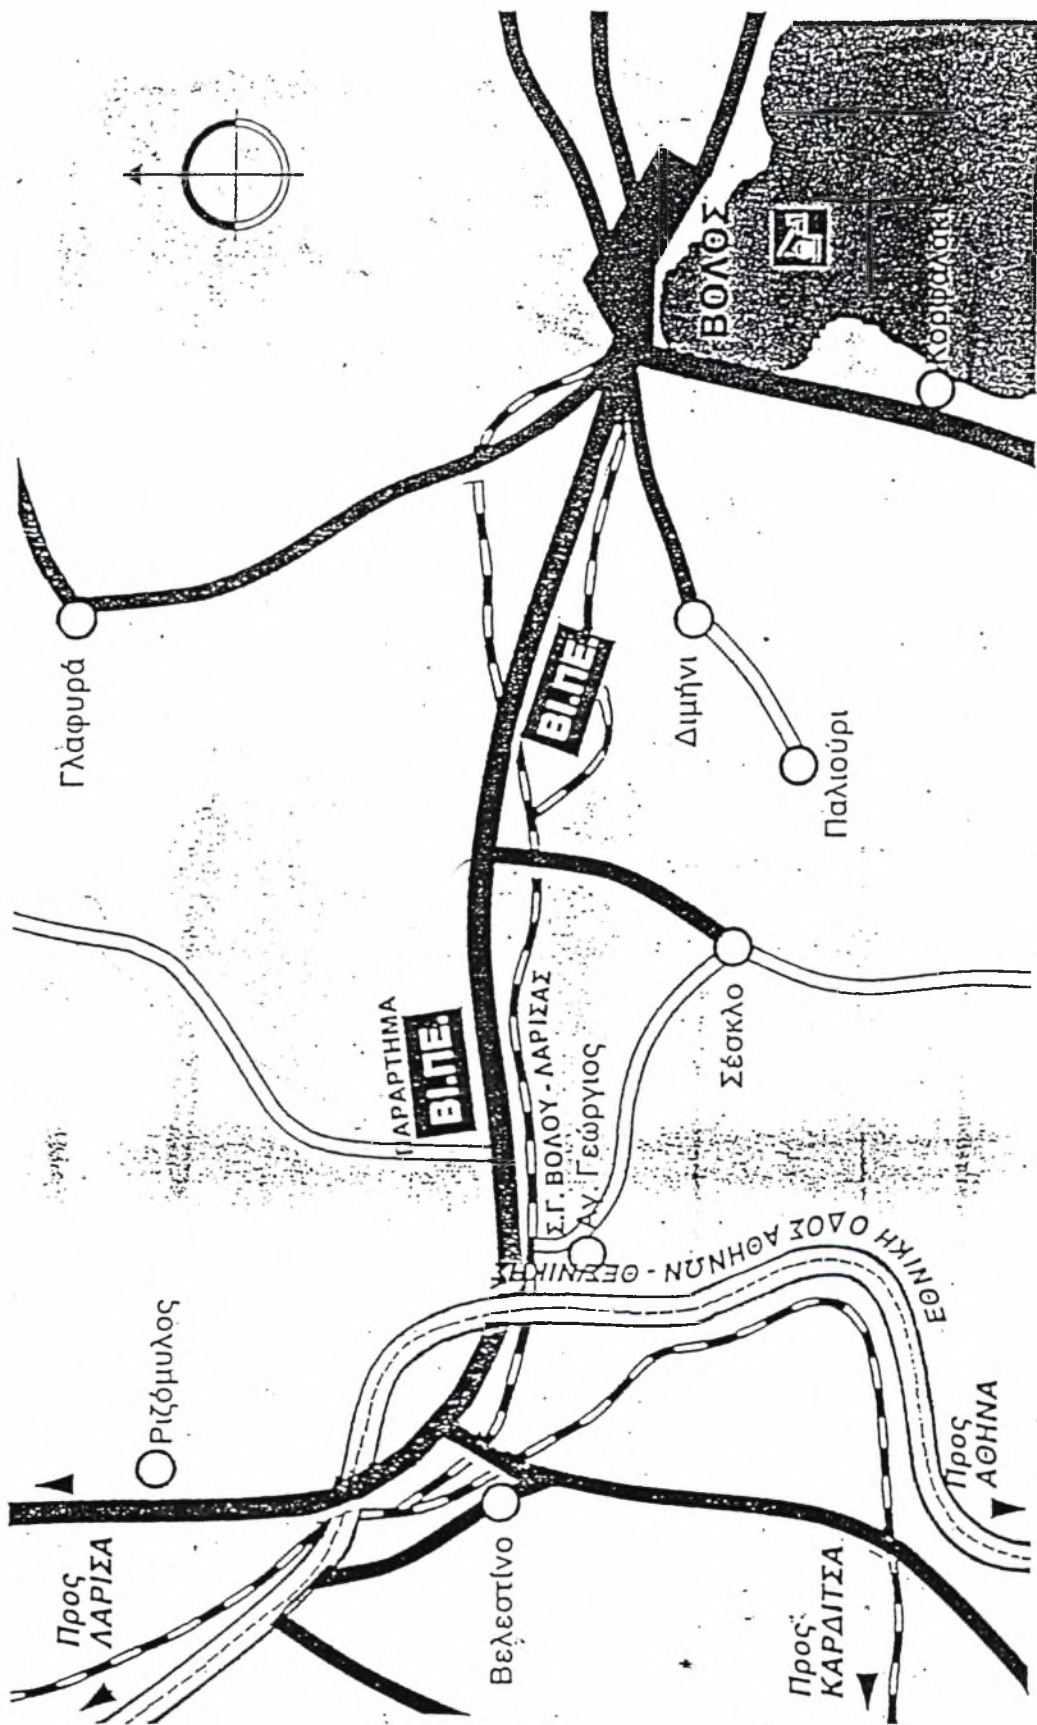 Προς
ΛΑΡΙΣΑ
Ριζόμυλος
Γλαφυρά
Βελεστίνο
ΠΑΡΑΡΤΗΜΑ
ΒΙ.ΠΕ.
Σ.Γ. ΒΟΛΟΥ - ΛΑΡΙΣΑΣ
Αγ. Γεώργιος
ΒΙ.ΠΕ.
ΒΟΛΟΣ
ΕΘΝΙΚΗ ΟΔΟΣ ΑΘΗΝΩΝ - ΘΕΣ/ΝΙΚΗΣ
Σέσκλο
Διμήνι
Παλιούρι
Προς
ΚΑΡΔΙΤΣΑ
Προς
ΑΘΗΝΑ